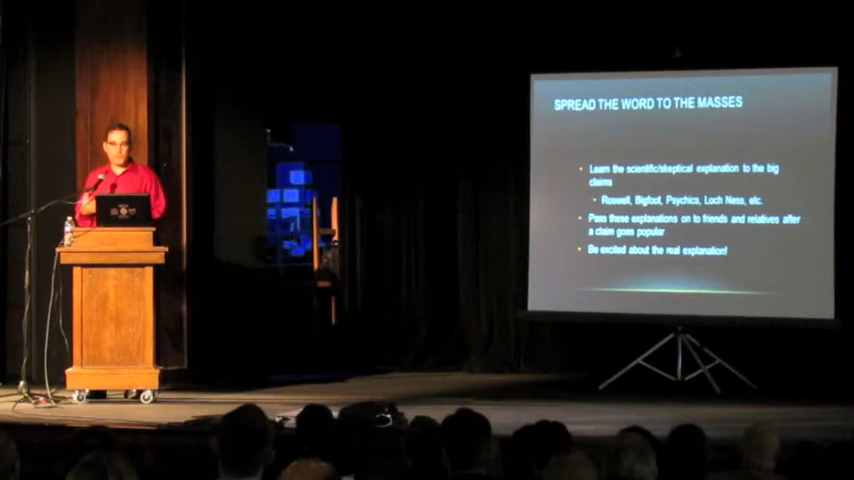 SPREAD THE WORD TO THE MASSES
Learn the scientific/skeptical explanation to the big
claims
Roswell, Bigfoot, Psychics, Loch Ness, etc.
Pass these explanations on to friends and relatives after
a claim goes popular
Be excited about the real explanation!